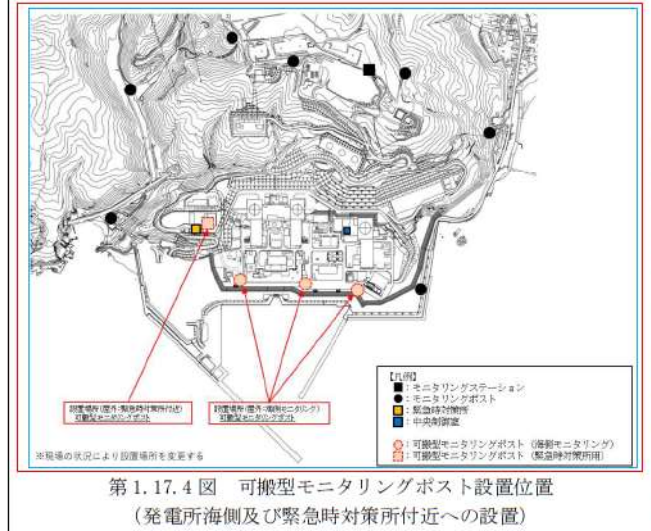 設置場所(屋外:緊急時対策所付近)
可搬型モニタリングポスト
設置場所(屋外:海側モニタリング)
可搬型モニタリングポスト
【凡例】
■:モニタリングステーション
●:モニタリングポスト
:緊急時対策所
:中央制御室
:可搬型モニタリングポスト(海側モニタリング)
:可搬型モニタリングポスト(緊急時対策所用)
※現場の状況により設置場所を変更する
第1.17.4図 可搬型モニタリングポスト設置位置
(発電所海側及び緊急時対策所付近への設置)